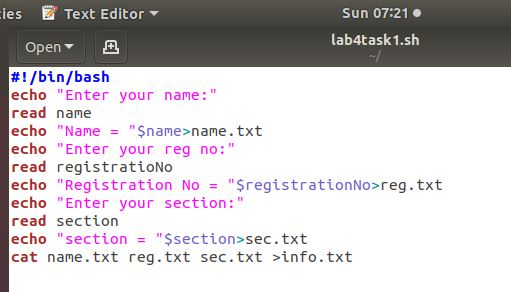 ies Text Editor Sun 07:21
Open lab4task1.sh
~/
#!/bin/bash
echo "Enter your name:"
read name
echo "Name = "$name>name.txt
echo "Enter your reg no:"
read registratioNo
echo "Registration No = "$registrationNo>reg.txt
echo "Enter your section:"
read section
echo "section = "$section>sec.txt
cat name.txt reg.txt sec.txt >info.txt